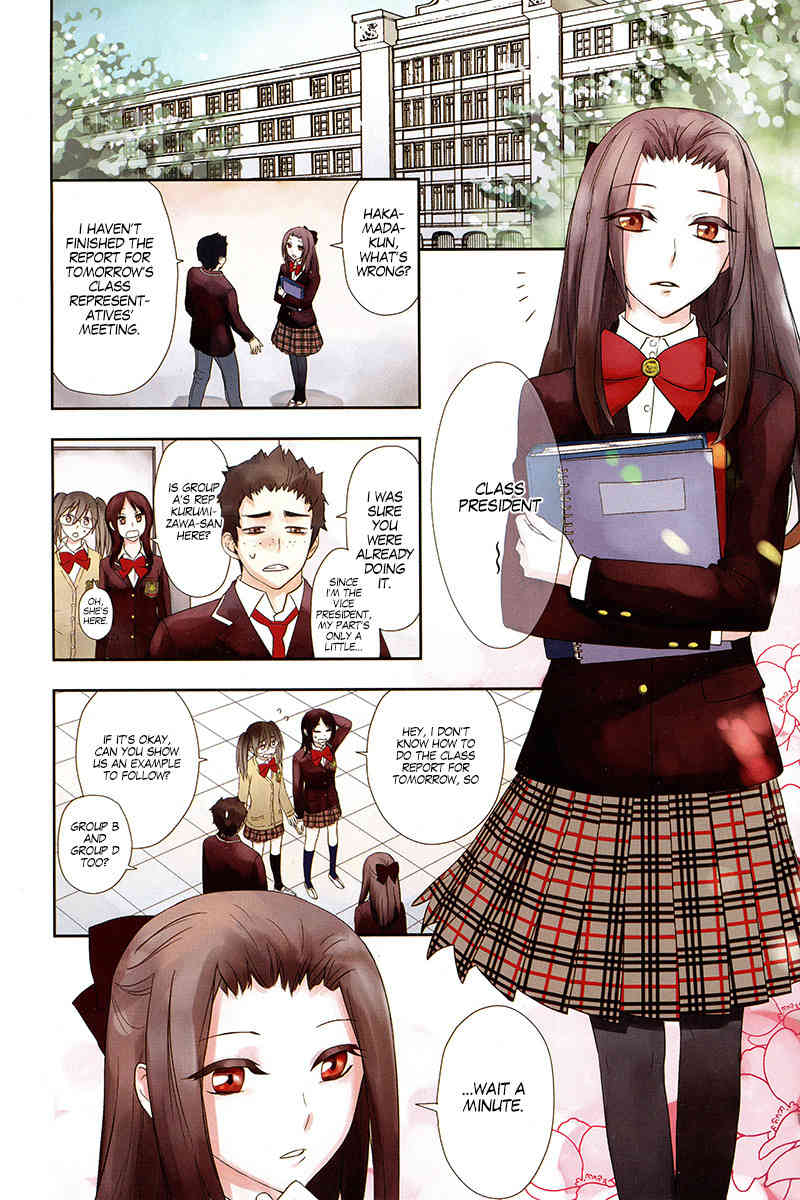 CLASS
PRESIDENT
HAKA-
MADA-
KUN,
WHAT'S
WRONG?
I HAVEN'T
FINISHED THE
REPORT FOR
TOMORROW'S
CLASS
REPRESENT-
ATIVES'
MEETING.
I WAS
SURE
YOU
WERE
ALREADY
DOING
IT.
SINCE
I'M THE
VICE
PRESIDENT,
MY PART'S
ONLY A
LITTLE...
IS GROUP
A'S REP
KURUMI-
ZAWA-SAN
HERE?
OH,
SHE'S
HERE.
HEY, I DON'T
KNOW HOW TO
DO THE CLASS
REPORT FOR
TOMORROW, SO
IF IT'S OKAY,
CAN YOU SHOW
US AN EXAMPLE
TO FOLLOW?
GROUP B
AND
GROUP D
TOO?
...WAIT A
MINUTE.